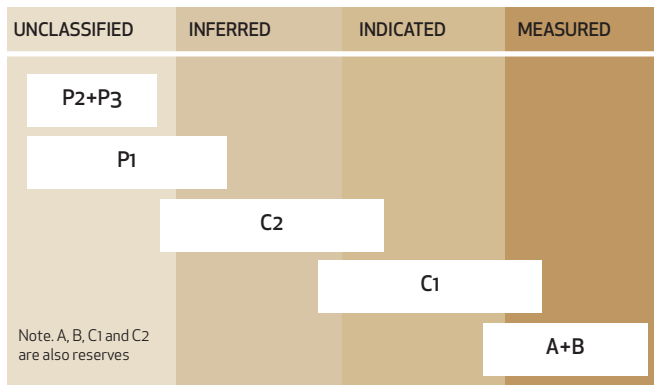 UNCLASSIFIED INFERRED INDICATED MEASURED
P2+P3
P1
C2
C1
A+B
Note. A, B, C1 and C2
are also reserves